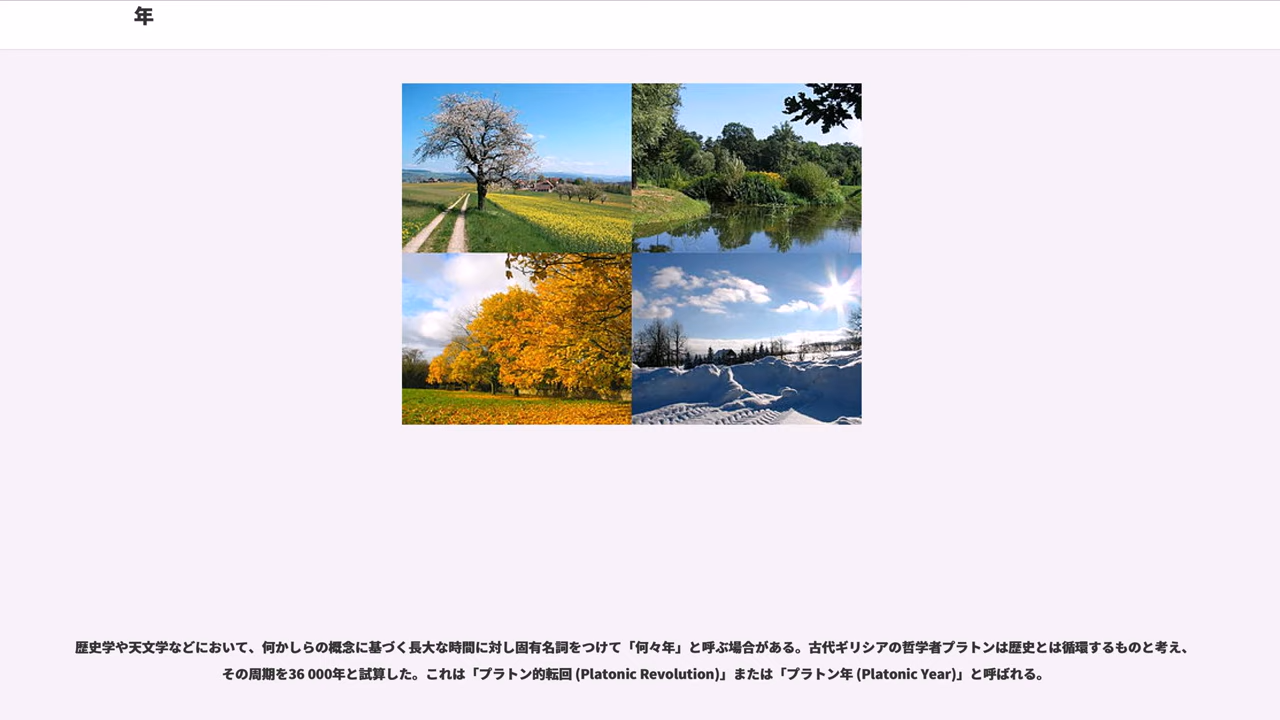 年
歴史学や天文学などにおいて、何かしらの概念に基づく長大な時間に対し固有名詞をつけて「何々年」と呼ぶ場合がある。古代ギリシアの哲学者プラトンは歴史とは循環するものと考え、
その周期を36 000年と試算した。これは「プラトン的転回 (Platonic Revolution)」または「プラトン年 (Platonic Year)」と呼ばれる。